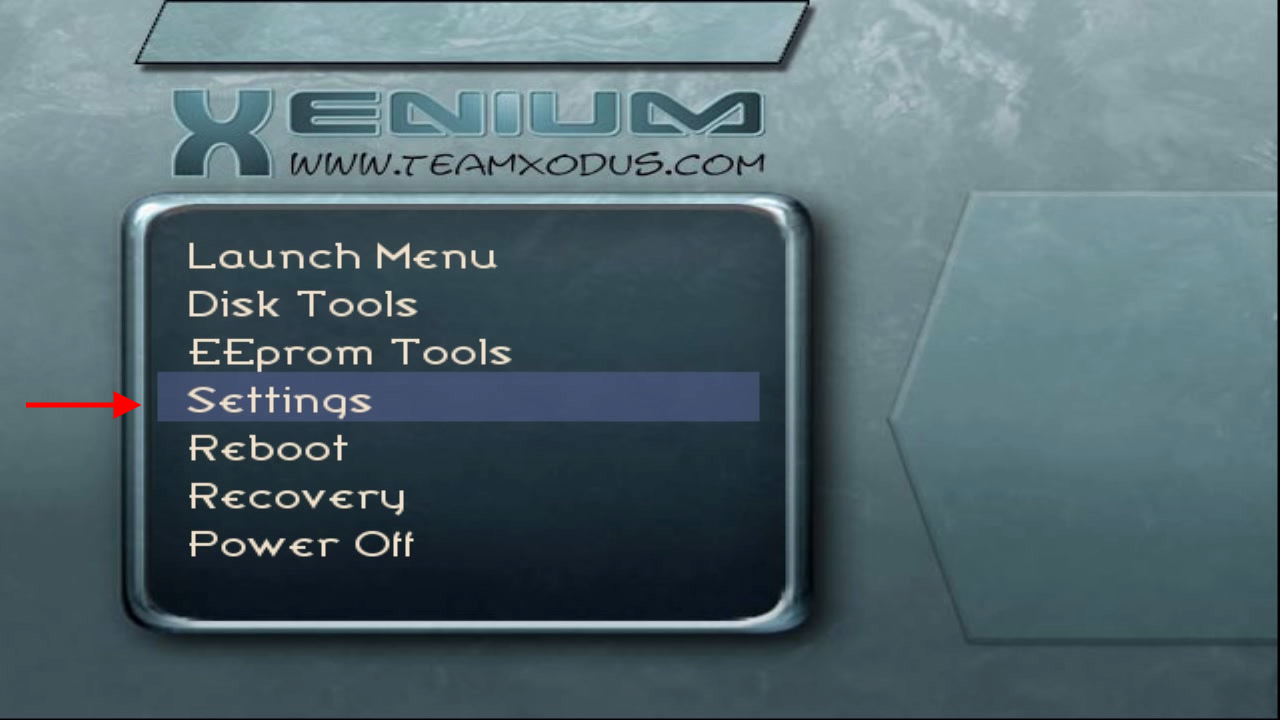 XENIUM
WWW.TEAMXODUS.COM
Launch Menu
Disk Tools
EEprom Tools
Settings
Reboot
Recovery
Power Off